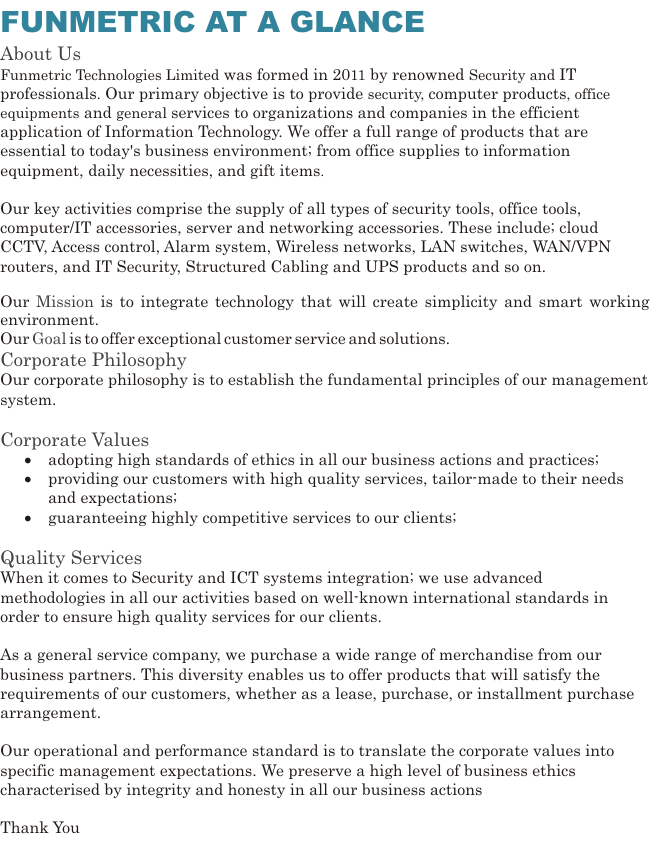 FUNMETRIC AT A GLANCE
About Us
Funmetric Technologies Limited was formed in 2011 by renowned Security and IT
professionals. Our primary objective is to provide security, computer products, office
equipments and general services to organizations and companies in the efficient
application of Information Technology. We offer a full range of products that are
essential to today's business environment; from office supplies to information
equipment, daily necessities, and gift items.
Our key activities comprise the supply of all types of security tools, office tools,
computer/IT accessories, server and networking accessories. These include; cloud
CCTV, Access control, Alarm system, Wireless networks, LAN switches, WAN/VPN
routers, and IT Security, Structured Cabling and UPS products and so on.
Our Mission is to integrate technology that will create simplicity and smart working
environment.
Our Goal is to offer exceptional customer service and solutions.
Corporate Philosophy
Our corporate philosophy is to establish the fundamental principles of our management
system.
Corporate Values
• adopting high standards of ethics in all our business actions and practices;
• providing our customers with high quality services, tailor-made to their needs
and expectations;
• guaranteeing highly competitive services to our clients;
Quality Services
When it comes to Security and ICT systems integration; we use advanced
methodologies in all our activities based on well-known international standards in
order to ensure high quality services for our clients.
As a general service company, we purchase a wide range of merchandise from our
business partners. This diversity enables us to offer products that will satisfy the
requirements of our customers, whether as a lease, purchase, or installment purchase
arrangement.
Our operational and performance standard is to translate the corporate values into
specific management expectations. We preserve a high level of business ethics
characterised by integrity and honesty in all our business actions
Thank You